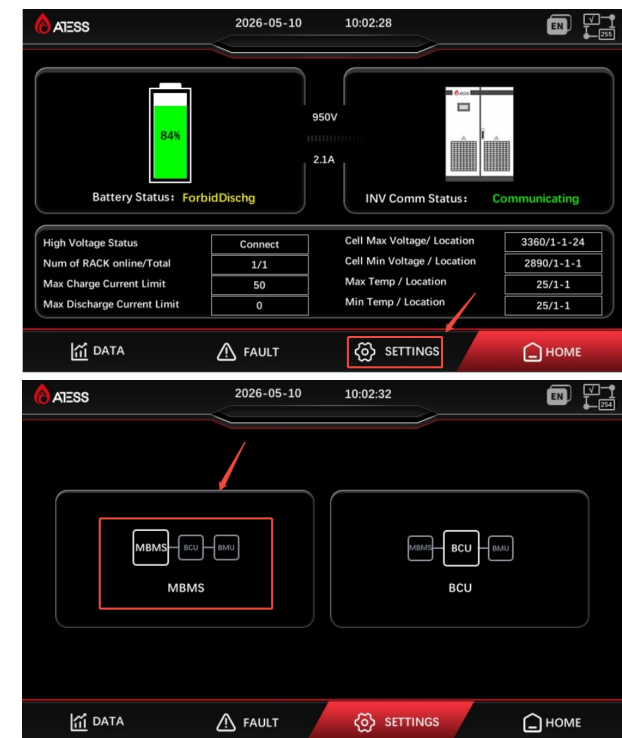 ATESS 2026-05-10 10:02:28 EN 255
950V
84%
2.1A
Battery Status: ForbidDischg INV Comm Status: Communicating
High Voltage Status Connect Cell Max Voltage/ Location 3360/1-1-24
Num of RACK online/Total 1/1 Cell Min Voltage / Location 2890/1-1-1
Max Charge Current Limit 50 Max Temp / Location 25/1-1
Max Discharge Current Limit 0 Min Temp / Location 25/1-1
DATA FAULT SETTINGS HOME
ATESS 2026-05-10 10:02:32 EN 254
MBMS BCU BMU MBMS BCU BMU
MBMS BCU
DATA FAULT SETTINGS HOME